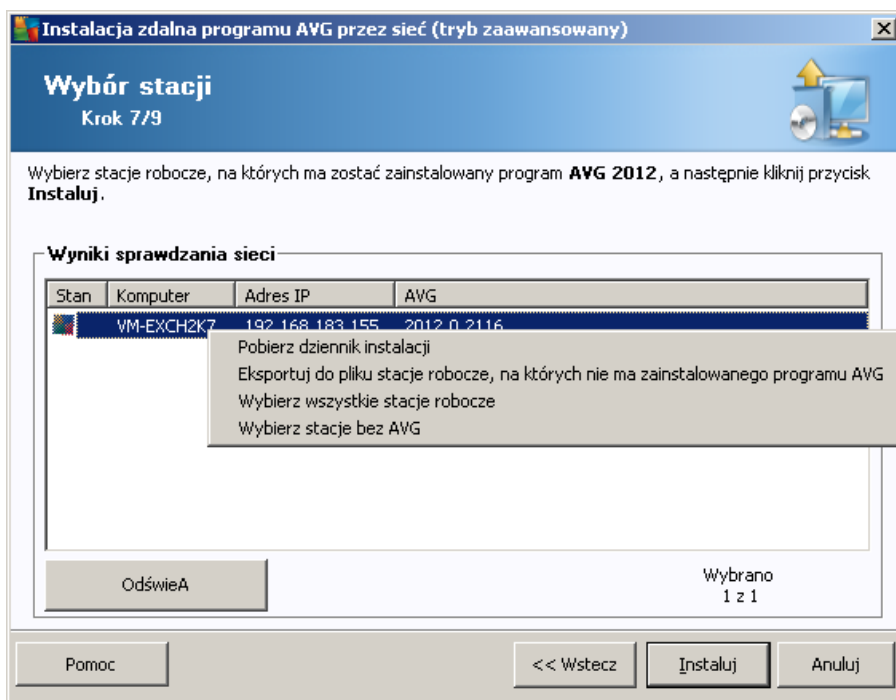 Instalacja zdalna programu AVG przez sieć (tryb zaawansowany)
Wybór stacji
Krok 7/9
Wybierz stacje robocze, na których ma zostać zainstalowany program AVG 2012, a następnie kliknij przycisk
Instaluj.
Wyniki sprawdzania sieci
Stan Komputer Adres IP AVG
VM-EXCH2K7 192.168.183.155 2012.0.2116
Pobierz dziennik instalacji
Eksportuj do pliku stacje robocze, na których nie ma zainstalowanego programu AVG
Wybierz wszystkie stacje robocze
Wybierz stacje bez AVG
OdświeA
Wybrano
1 z 1
Pomoc
<< Wstecz
Instaluj
Anuluj